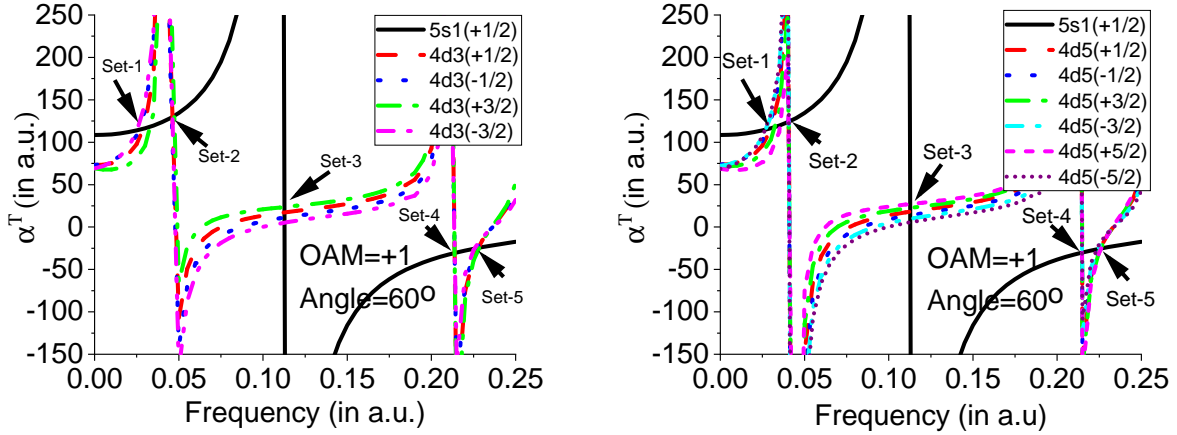 250
200
150
100
50
0
-50
-100
-150
α^T (in a.u.)
0.00 0.05 0.10 0.15 0.20 0.25
Frequency (in a.u.)
5s1(+1/2)
4d3(+1/2)
4d3(-1/2)
4d3(+3/2)
4d3(-3/2)
Set-1
Set-2
Set-3
Set-4
Set-5
OAM=+1
Angle=60^O
250
200
150
100
50
0
-50
-100
-150
α^T (in a.u.)
0.00 0.05 0.10 0.15 0.20 0.25
Frequency (in a.u)
5s1(+1/2)
4d5(+1/2)
4d5(-1/2)
4d5(+3/2)
4d5(-3/2)
4d5(+5/2)
4d5(-5/2)
Set-1
Set-2
Set-3
Set-4
Set-5
OAM=+1
Angle=60^O